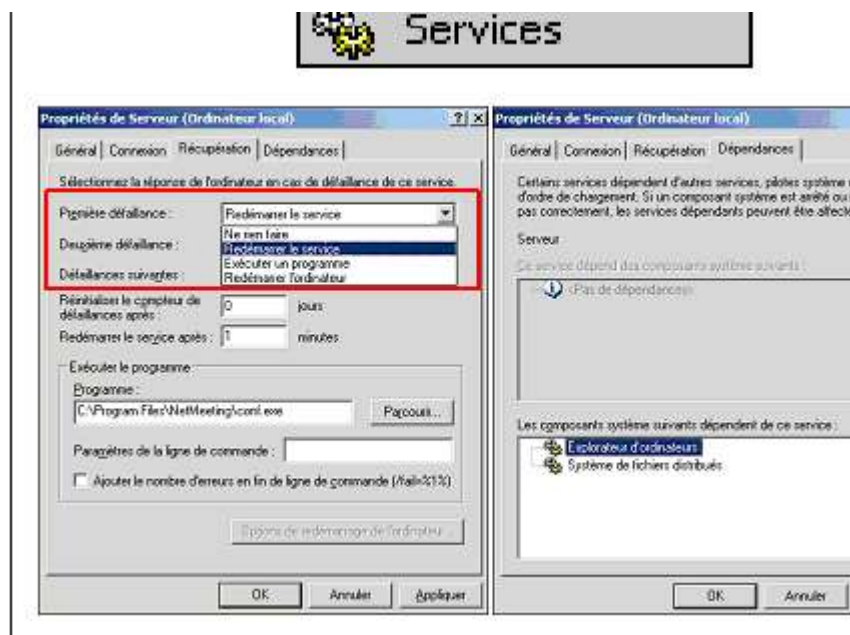 Services
Propriétés de Serveur (Ordinateur local)
Général Connexion Récupération Dépendances
Sélectionnez la réponse de l'ordinateur en cas de défaillance de ce service.
Première défaillance : Redémarrer le service
Ne rien faire
Deuxième défaillance : Redémarrer le service
Exécuter un programme
Défaillances suivantes : Redémarrer l'ordinateur
Réinitialiser le compteur de défaillances après : 0 jours
Redémarrer le service après : 1 minutes
Exécuter le programme
Programme :
C:\Program Files\NetMeeting\conf.exe Parcourir...
Paramètres de la ligne de commande :
Ajouter le nombre d'erreurs en fin de ligne de commande (/fail=%1%)
Options de redémarrage de l'ordinateur...
OK Annuler Appliquer
Propriétés de Serveur (Ordinateur local)
Général Connexion Récupération Dépendances
Certains services dépendent d'autres services, pilotes système
d'ordre de chargement. Si un composant système est arrêté ou
pas correctement, les services dépendants peuvent être affecté
Serveur
Ce service dépend des composants système suivants :
<Pas de dépendances>
Les composants système suivants dépendent de ce service :
Explorateur d'ordinateurs
Système de fichiers distribués
OK Annuler